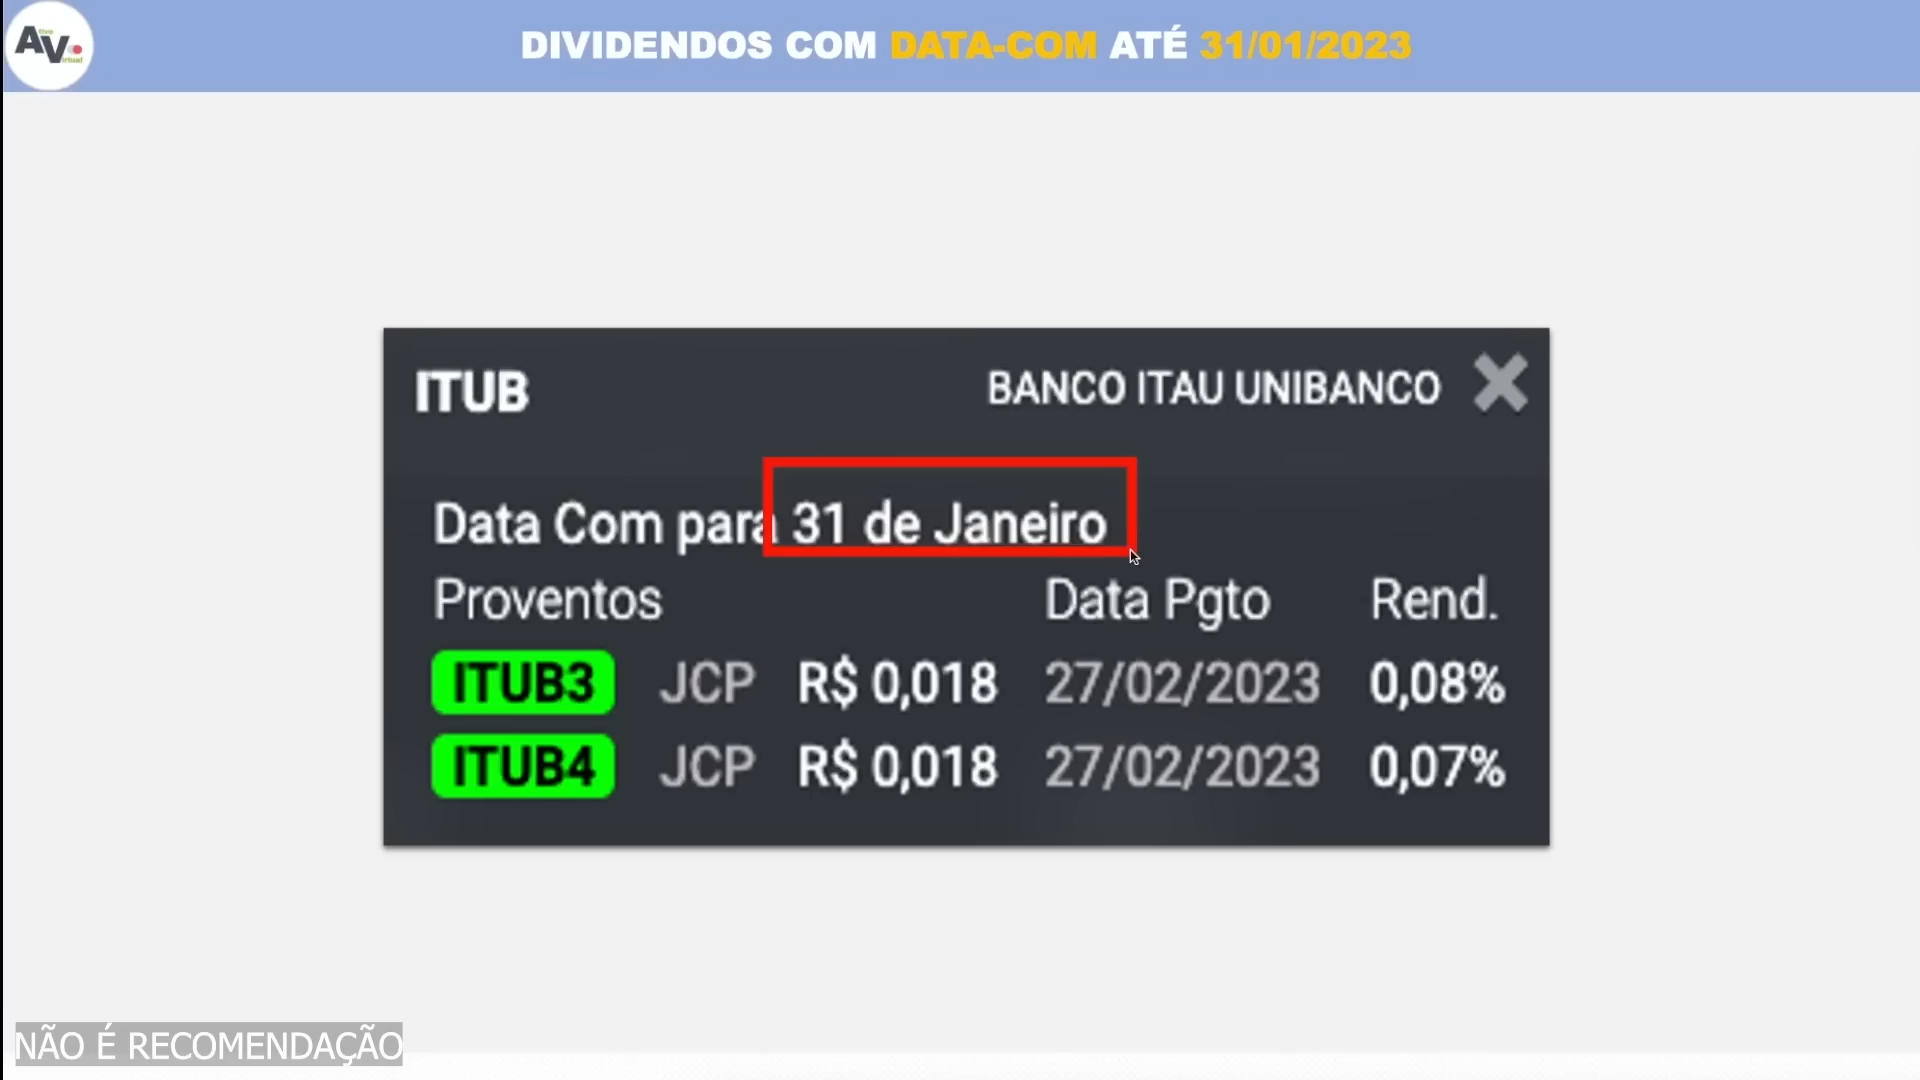 AV.
DIVIDENDOS COM DATA-COM ATÉ 31/01/2023
ITUB BANCO ITAU UNIBANCO
Data Com para 31 de Janeiro
Proventos Data Pgto Rend.
ITUB3 JCP R$ 0,018 27/02/2023 0,08%
ITUB4 JCP R$ 0,018 27/02/2023 0,07%
NÃO É RECOMENDAÇÃO